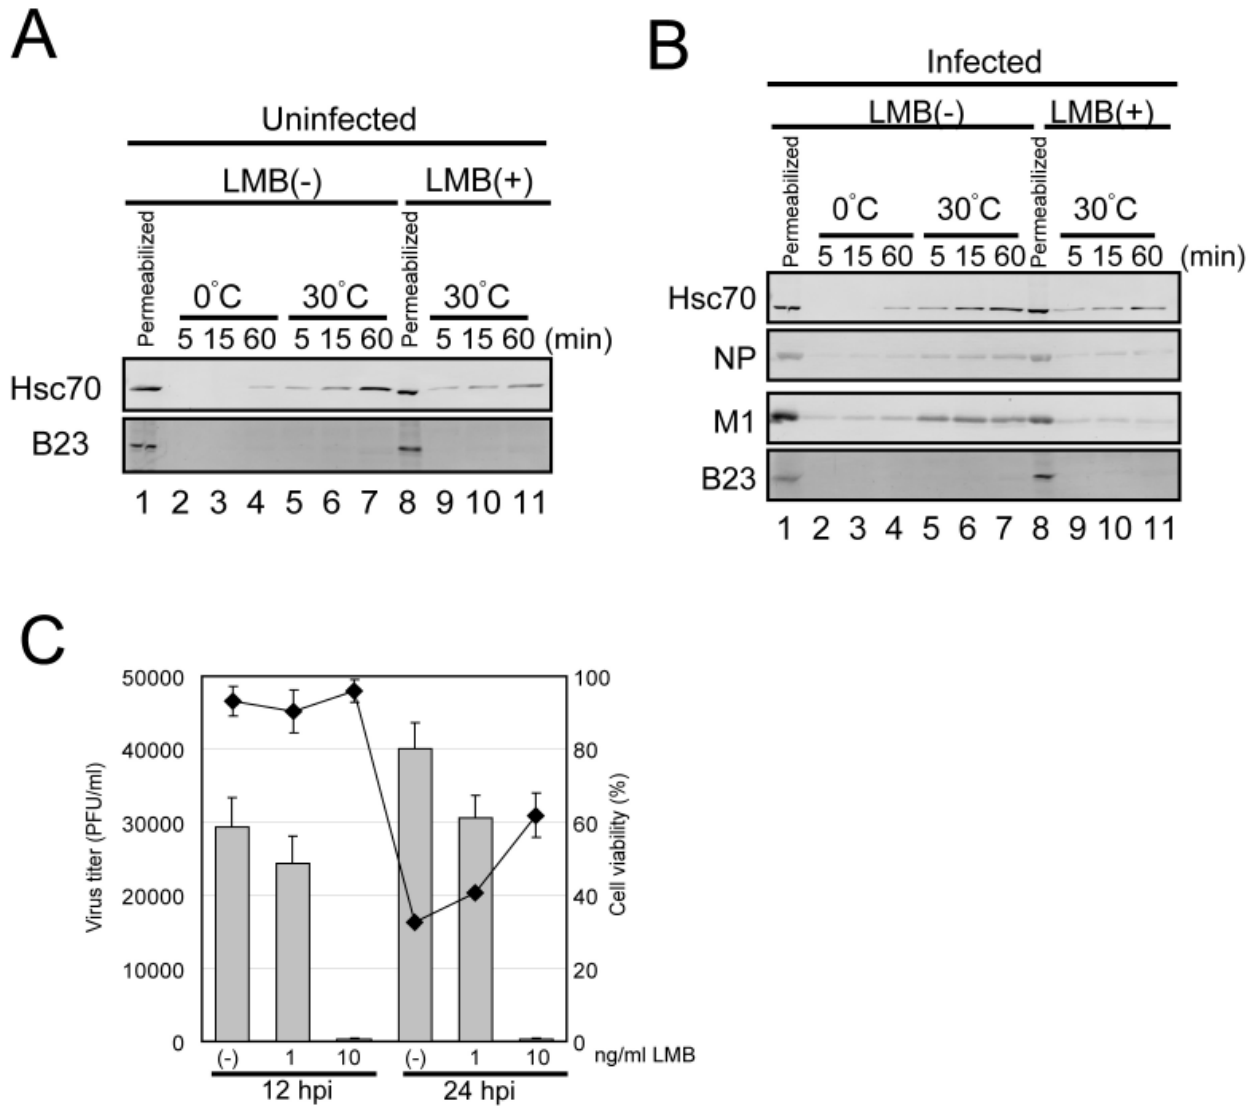 A
Uninfected
LMB(-) LMB(+)
Permeabilized 0°C 30°C Permeabilized 30°C
5 15 60 5 15 60 5 15 60 (min)
Hsc70
B23
1 2 3 4 5 6 7 8 9 10 11
B
Infected
LMB(-) LMB(+)
Permeabilized 0°C 30°C Permeabilized 30°C
5 15 60 5 15 60 5 15 60 (min)
Hsc70
NP
M1
B23
1 2 3 4 5 6 7 8 9 10 11
C
Virus titer (PFU/ml)
50000
40000
30000
20000
10000
0
100
80
60
40
20
0
Cell viability (%)
(-) 1 10 (-) 1 10 ng/ml LMB
12 hpi 24 hpi